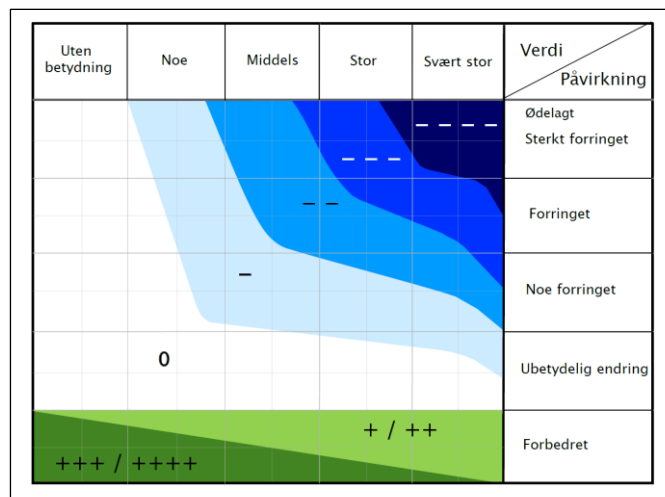 Uten
betydning
Noe
Middels
Stor
Svært stor
Verdi
Påvirkning
Ødelagt
Sterkt forringet
– – – –
– – –
– –
Forringet
–
Noe forringet
0
Ubetydelig endring
+ / ++
Forbedret
+++ / ++++